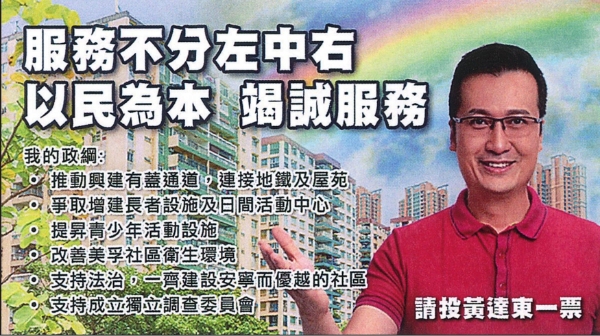 服務不分左中右
以民為本 竭誠服務
我的政綱:
• 推動興建有蓋通道，連接地鐵及屋苑
• 爭取增建長者設施及日間活動中心
• 提昇青少年活動設施
• 改善美孚社區衛生環境
• 支持法治，一齊建設安寧而優越的社區
• 支持成立獨立調查委員會
請投黃達東一票